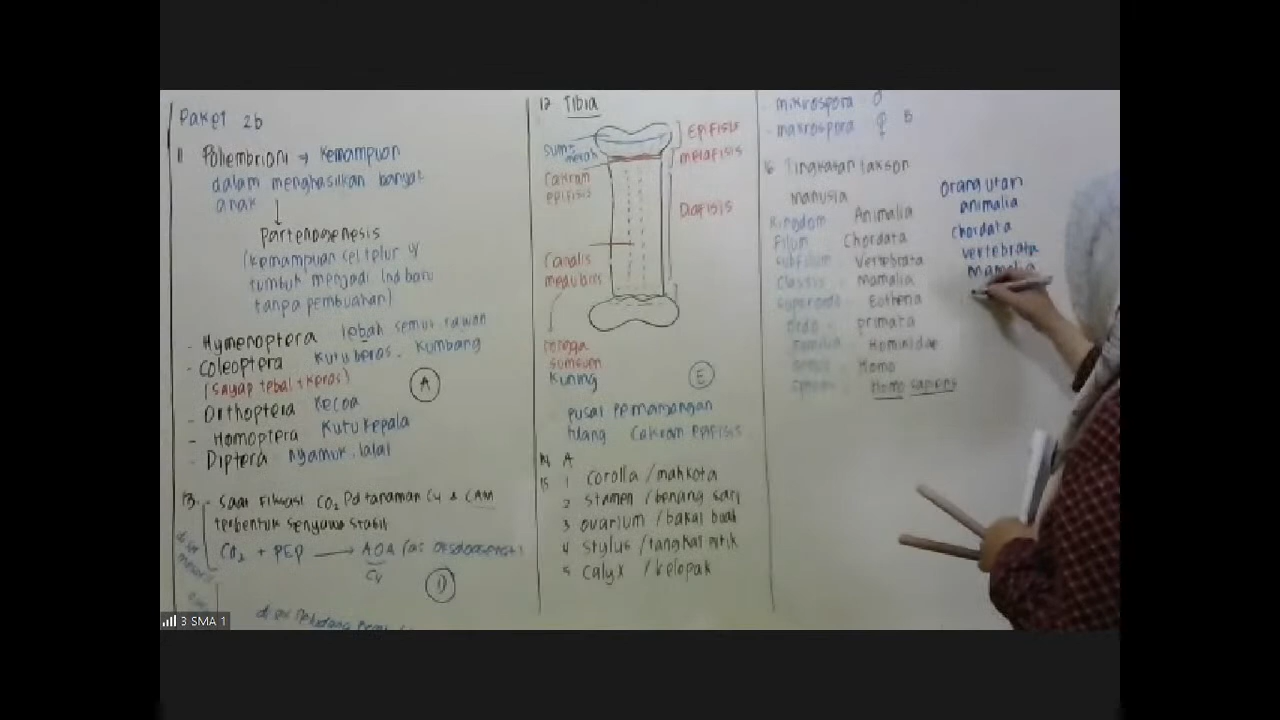 Paket 2b
11 Poliembrioni → Kemampuan
dalam menghasilkan banyak
anak
Partenogenesis
(Kemampuan sel telur u/
tumbuh menjadi Ind baru
tanpa pembuahan)
- Hymenoptera lebah semut
- Coleoptera Kutu beras. Kumbang
(Sayap tebal + keras)
A
- Orthoptera Kecoa
- Homoptera Kutu Kepala
- Diptera Nyamuk. lalat
13. - Saat Fiksasi CO2 Pd tanaman C4 & CAM
terbentuk senyawa stabil
CO2 + PEP → AOA
C4
D
12 Tibia
Epifisis
Metafisis
Cakram
epifisis
Diafisis
Canalis
medularis
rongga
sumsum
Kuning
E
pusat pemanjangan
tulang Cakram epifisis
14 A
15 1 Corolla / mahkota
2 Stamen / benang sari
3 ovarium / bakal buah
4 stylus / tangkai putik
5 Calyx / kelopak
- mikrospora ♂
- makrospora ♀ B
16 Tingkatan takson
Manusia Orang utan
Kingdom Animalia animalia
Filum Chordata Chordata
subfilum Vertebrata vertebrata
Classis - Mamalia Mamalia
superordo - Eutheria
ordo - primata
Familia - Hominidae
Genus - Homo
spesies - Homo sapiens
3 SMA 1